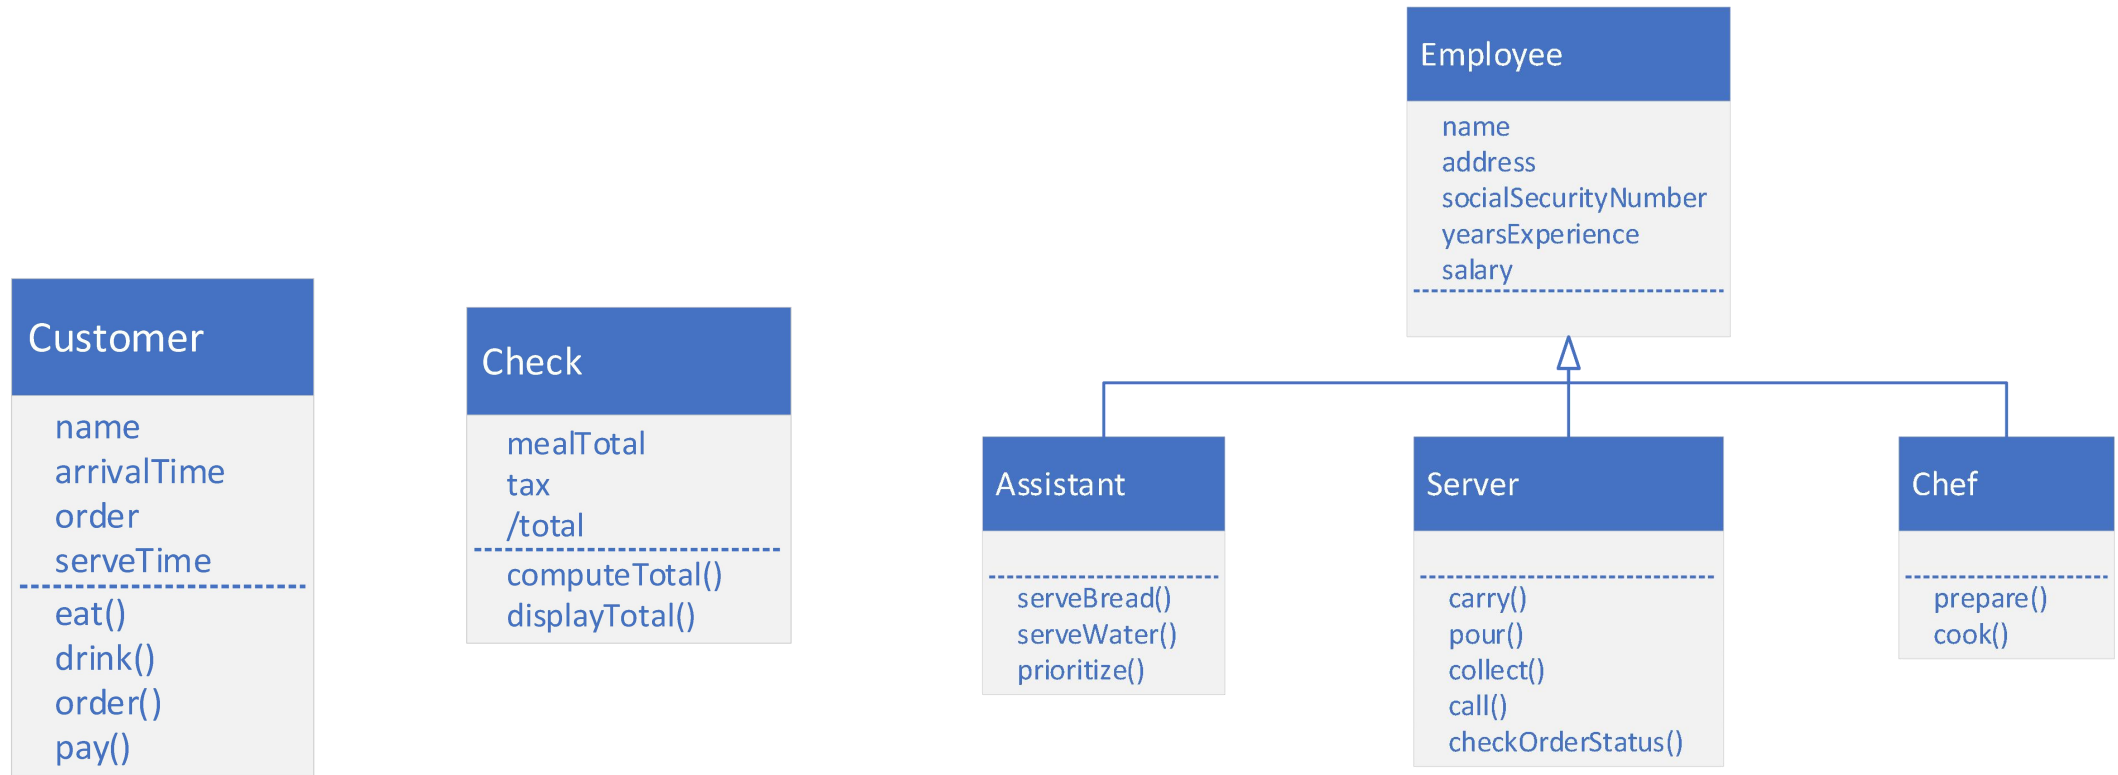 Employee
name
address
socialSecurityNumber
yearsExperience
salary
Customer
name
arrivalTime
order
serveTime
eat()
drink()
order()
pay()
Check
mealTotal
tax
/total
computeTotal()
displayTotal()
Assistant
serveBread()
serveWater()
prioritize()
Server
carry()
pour()
collect()
call()
checkOrderStatus()
Chef
prepare()
cook()